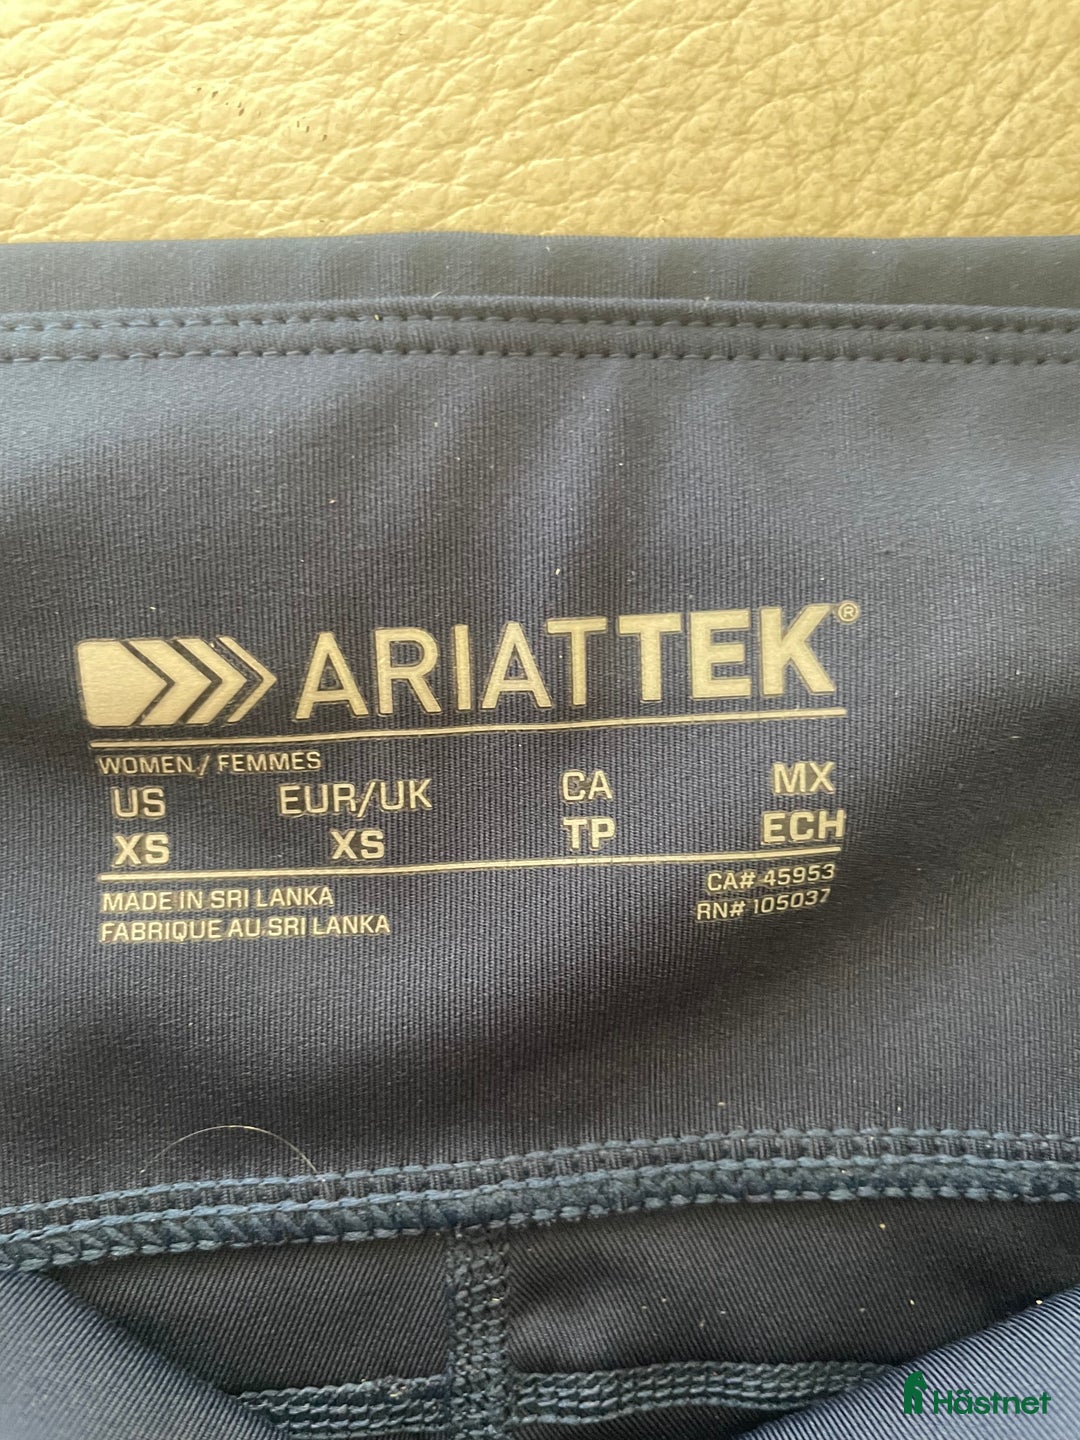 ARIATTEK®
WOMEN / FEMMES
US EUR/UK CA MX
XS XS TP ECH
MADE IN SRI LANKA CA# 45953
FABRIQUE AU SRI LANKA RN# 105037
Hästnet